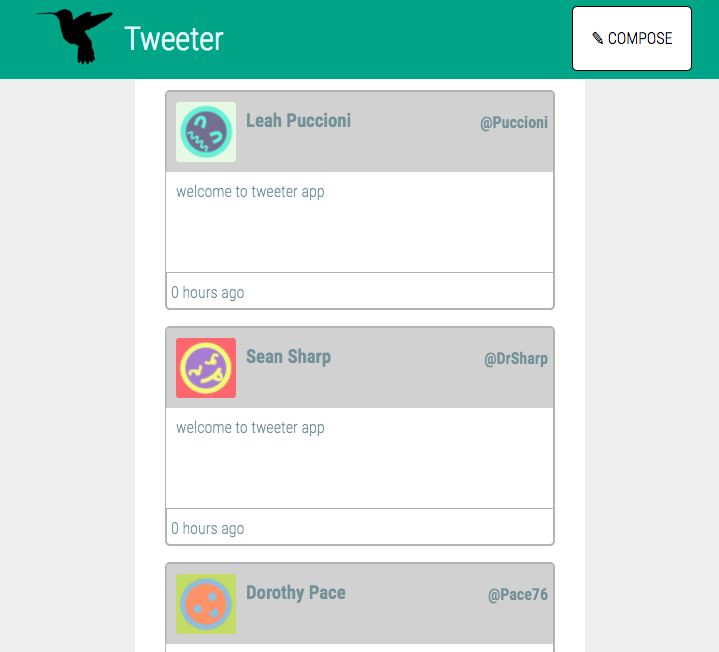 Tweeter
✎ COMPOSE
Leah Puccioni @Puccioni
welcome to tweeter app
0 hours ago
Sean Sharp @DrSharp
welcome to tweeter app
0 hours ago
Dorothy Pace @Pace76